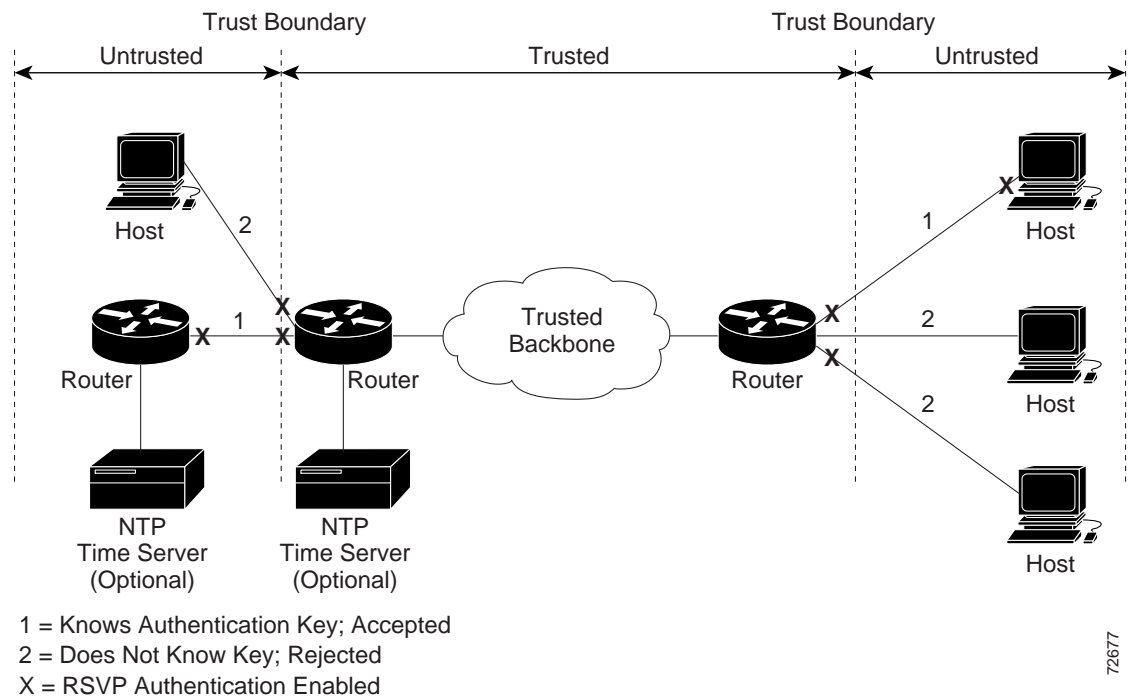 Trust Boundary
Trust Boundary
Untrusted
Trusted
Untrusted
Host
2
X
X
1
X
Router
Router
NTP
Time Server
(Optional)
NTP
Time Server
(Optional)
Trusted
Backbone
Router
X
X
1
X
Host
2
Host
2
Host
1 = Knows Authentication Key; Accepted
2 = Does Not Know Key; Rejected
X = RSVP Authentication Enabled
72677